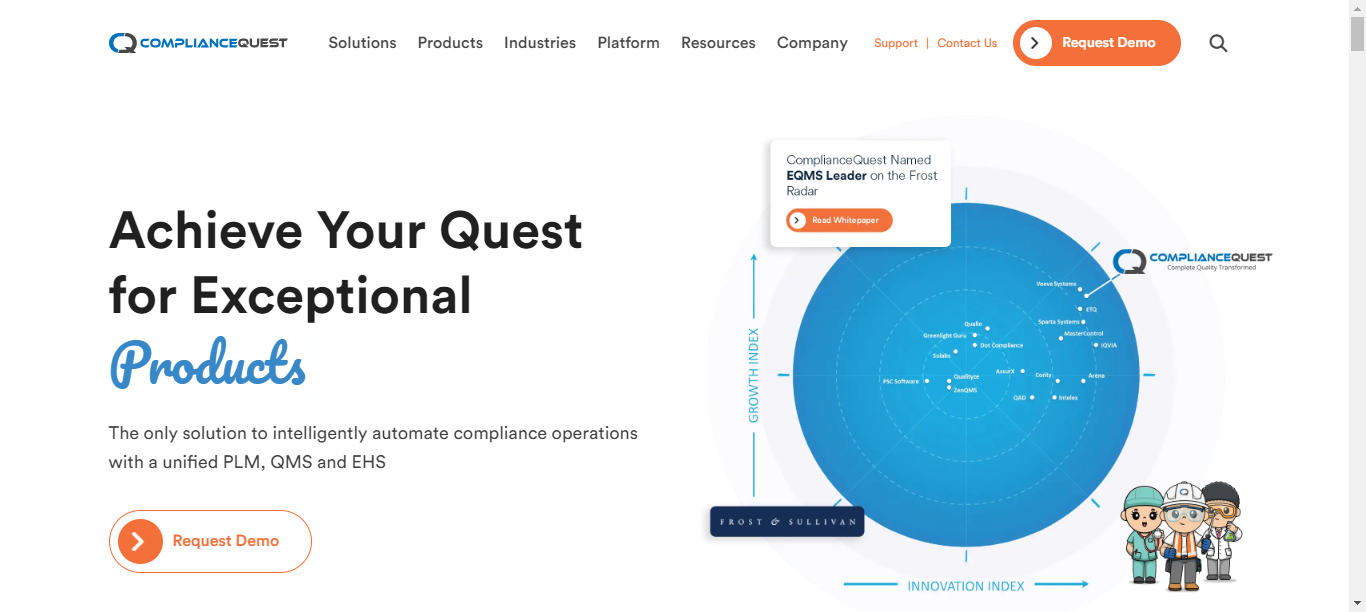 COMPLIANCEQUEST
Solutions
Products
Industries
Platform
Resources
Company
Support | Contact Us
Request Demo
Achieve Your Quest
for Exceptional
Products
The only solution to intelligently automate compliance operations
with a unified PLM, QMS and EHS
Request Demo
ComplianceQuest Named
EQMS Leader on the Frost
Radar
Read Whitepaper
COMPLIANCEQUEST
Complete Quality Transformed
GROWTH INDEX
Veeva Systems
ETQ
Sparta Systems
MasterControl
IQVIA
Qualio
Greenlight Guru
Dot Compliance
Solabs
AssurX
Cority
Arena
PSC Software
Qualityze
ZenQMS
QAD
Intelex
FROST & SULLIVAN
INNOVATION INDEX